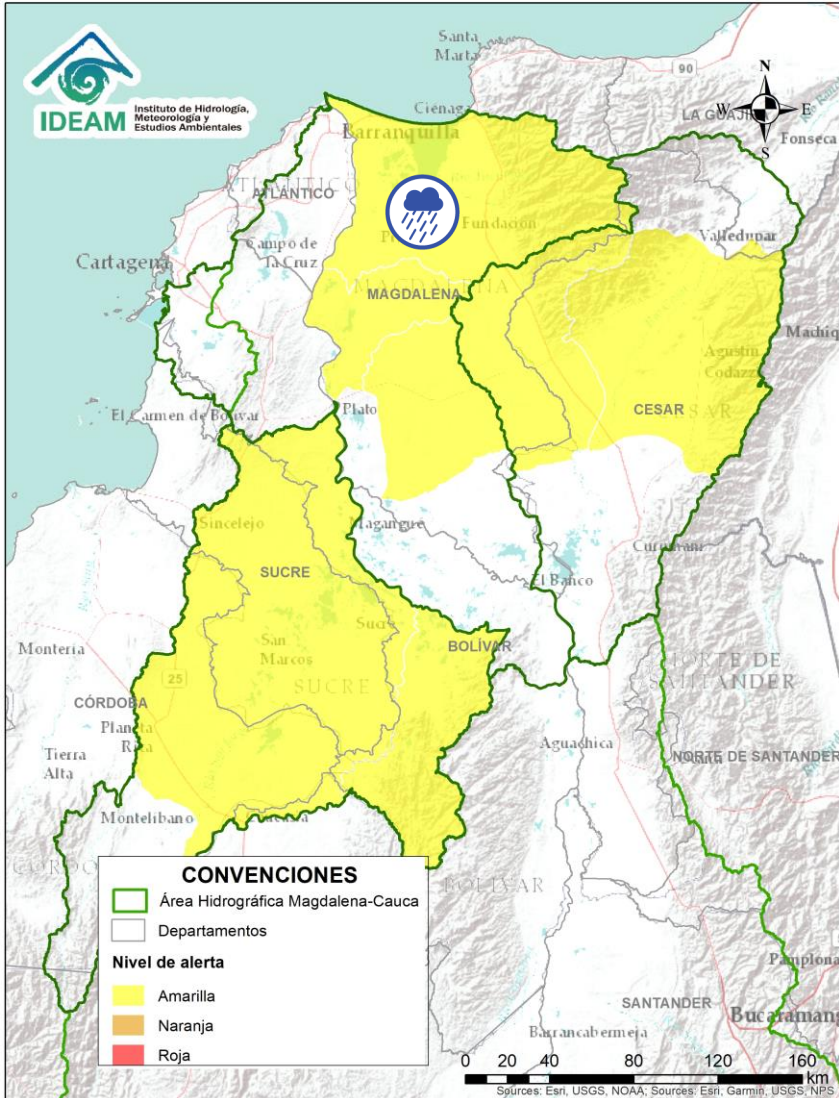 IDEAM
Instituto de Hidrología,
Meteorología y
Estudios Ambientales
Santa
Marta
90
N
W
E
S
LA GUAJIRA
Fonseca
Ciénaga
Barranquilla
ATLÁNTICO
Fundación
Campo de
la Cruz
Valledupar
Cartagena
MAGDALENA
Agustín
Codazzi
El Carmen de Bolívar
Plato
CESAR
Sincelejo
Magangué
Curumaní
SUCRE
El Banco
Sucre
Montería
San
Marcos
BOLÍVAR
NORTE DE
SANTANDER
25
SUCRE
CÓRDOBA
Planeta
Rica
Aguachica
NORTE DE SANTANDER
Tierra
Alta
Montelíbano
BOLÍVAR
CONVENCIONES
Área Hidrográfica Magdalena-Cauca
Departamentos
Nivel de alerta
Amarilla
Naranja
Roja
Pamplona
SANTANDER
Bucaramang
Barrancabermeja
0 20 40 80 120 160
km
Sources: Esri, USGS, NOAA; Sources: Esri, Garmin, USGS, NPS